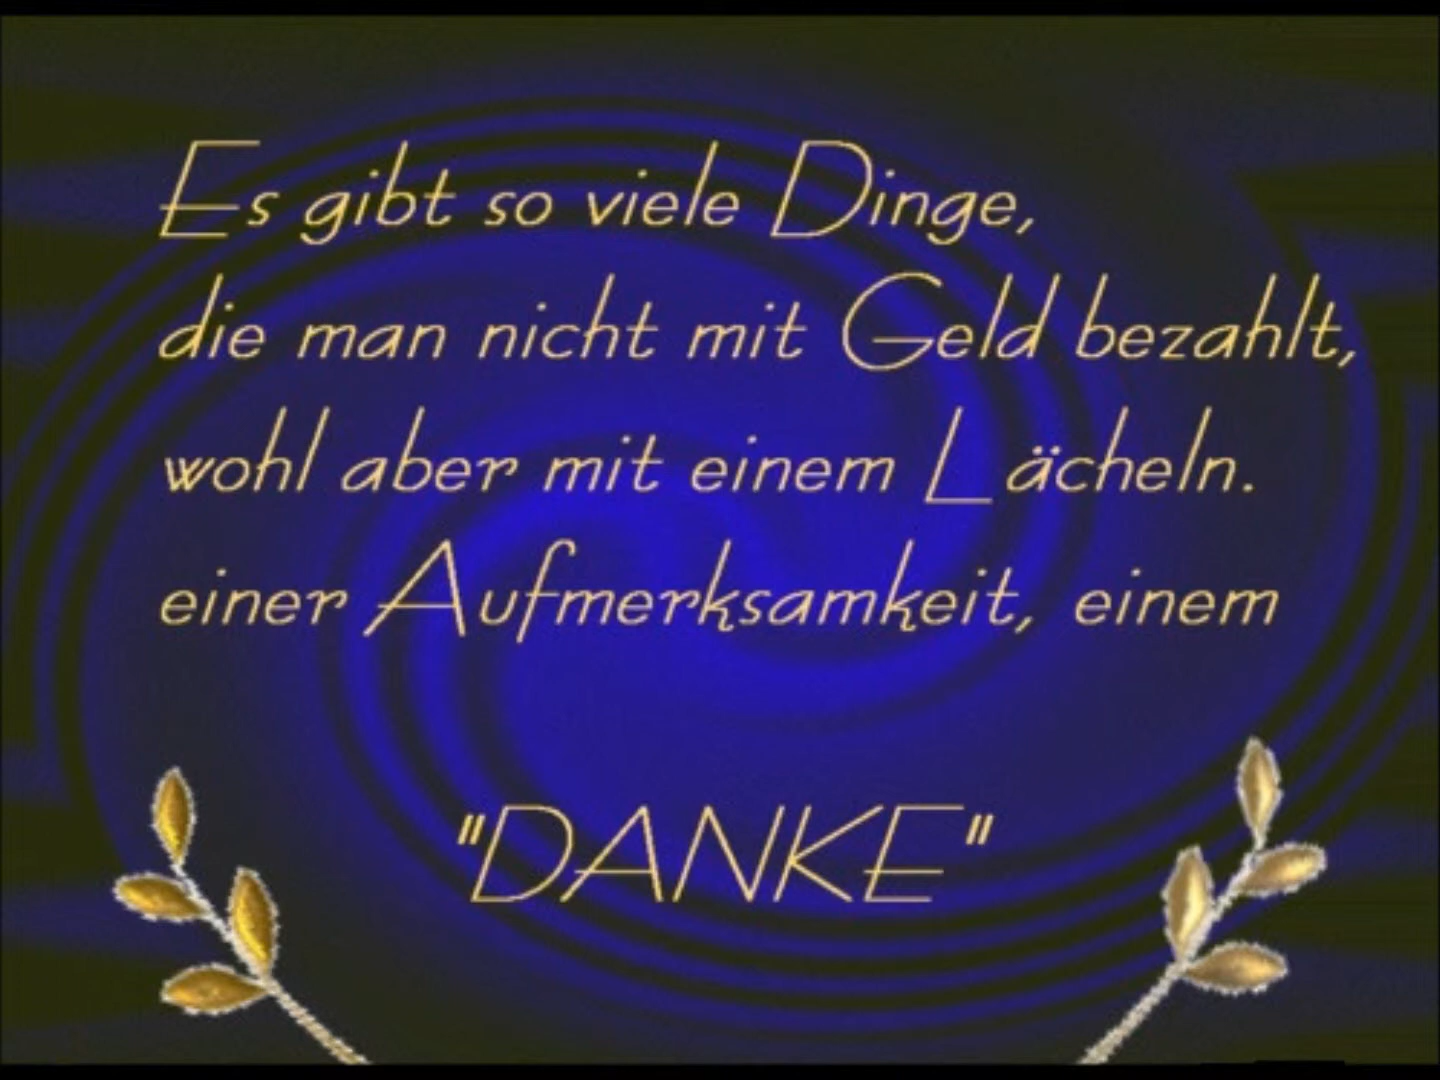 Es gibt so viele Dinge,
die man nicht mit Geld bezahlt,
wohl aber mit einem Lächeln.
einer Aufmerksamkeit, einem
"DANKE"